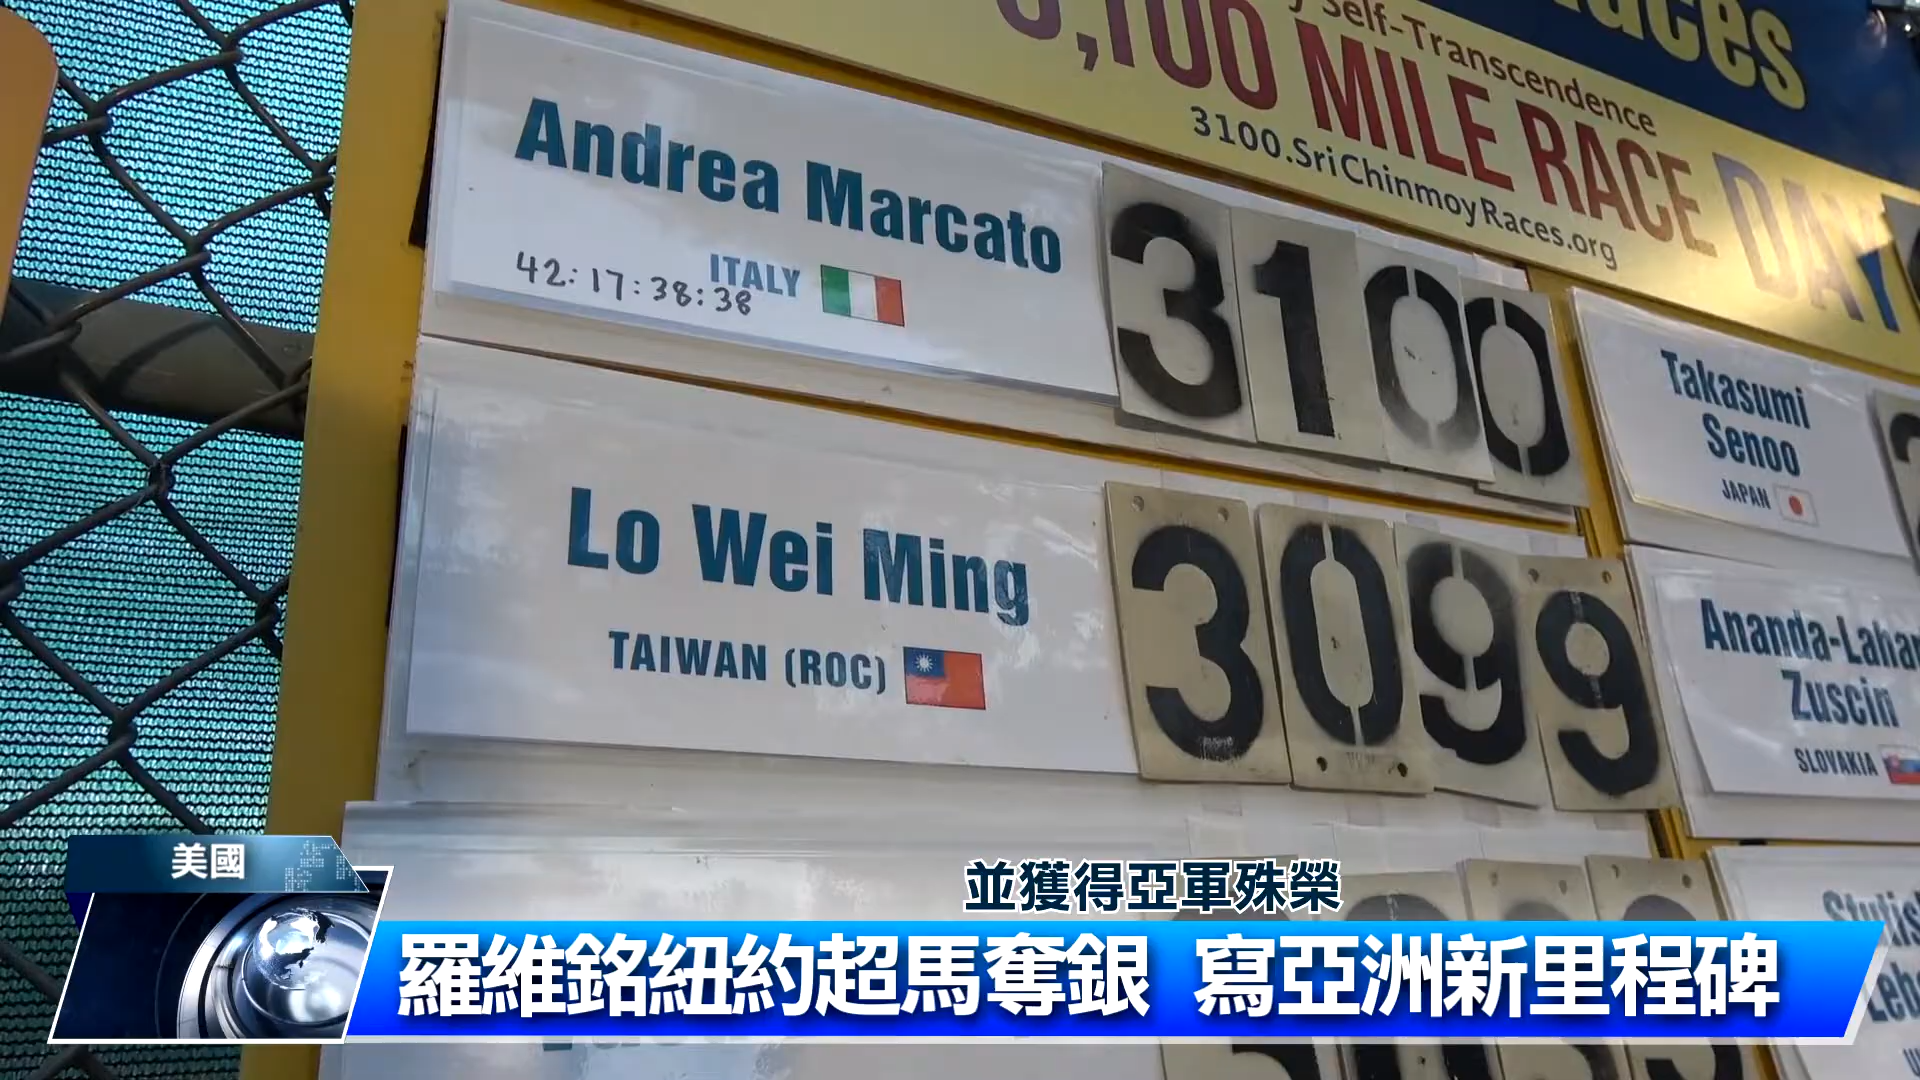 Self-Transcendence
3,100 MILE RACE DAY
3100.SriChinmoyRaces.org
Andrea Marcato
ITALY
42:17:38:38
3100
Lo Wei Ming
TAIWAN (ROC)
3099
Takasumi
Senoo
JAPAN
Zuscin
SLOVAKIA
美國
並獲得亞軍殊榮
羅維銘紐約超馬奪銀 寫亞洲新里程碑